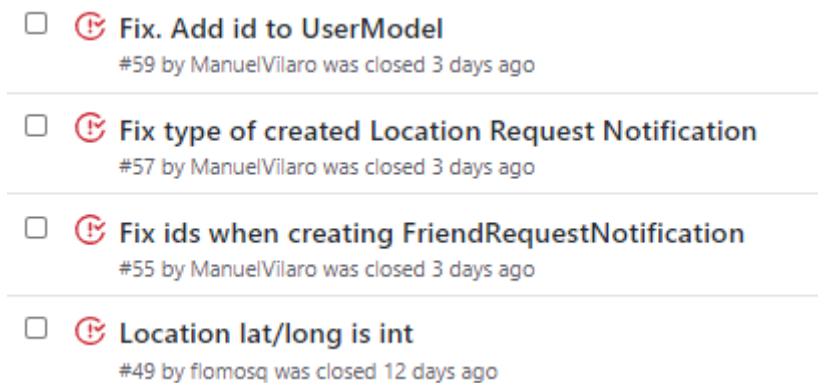 Fix. Add id to UserModel
#59 by ManuelVilaro was closed 3 days ago
Fix type of created Location Request Notification
#57 by ManuelVilaro was closed 3 days ago
Fix ids when creating FriendRequestNotification
#55 by ManuelVilaro was closed 3 days ago
Location lat/long is int
#49 by flomosq was closed 12 days ago